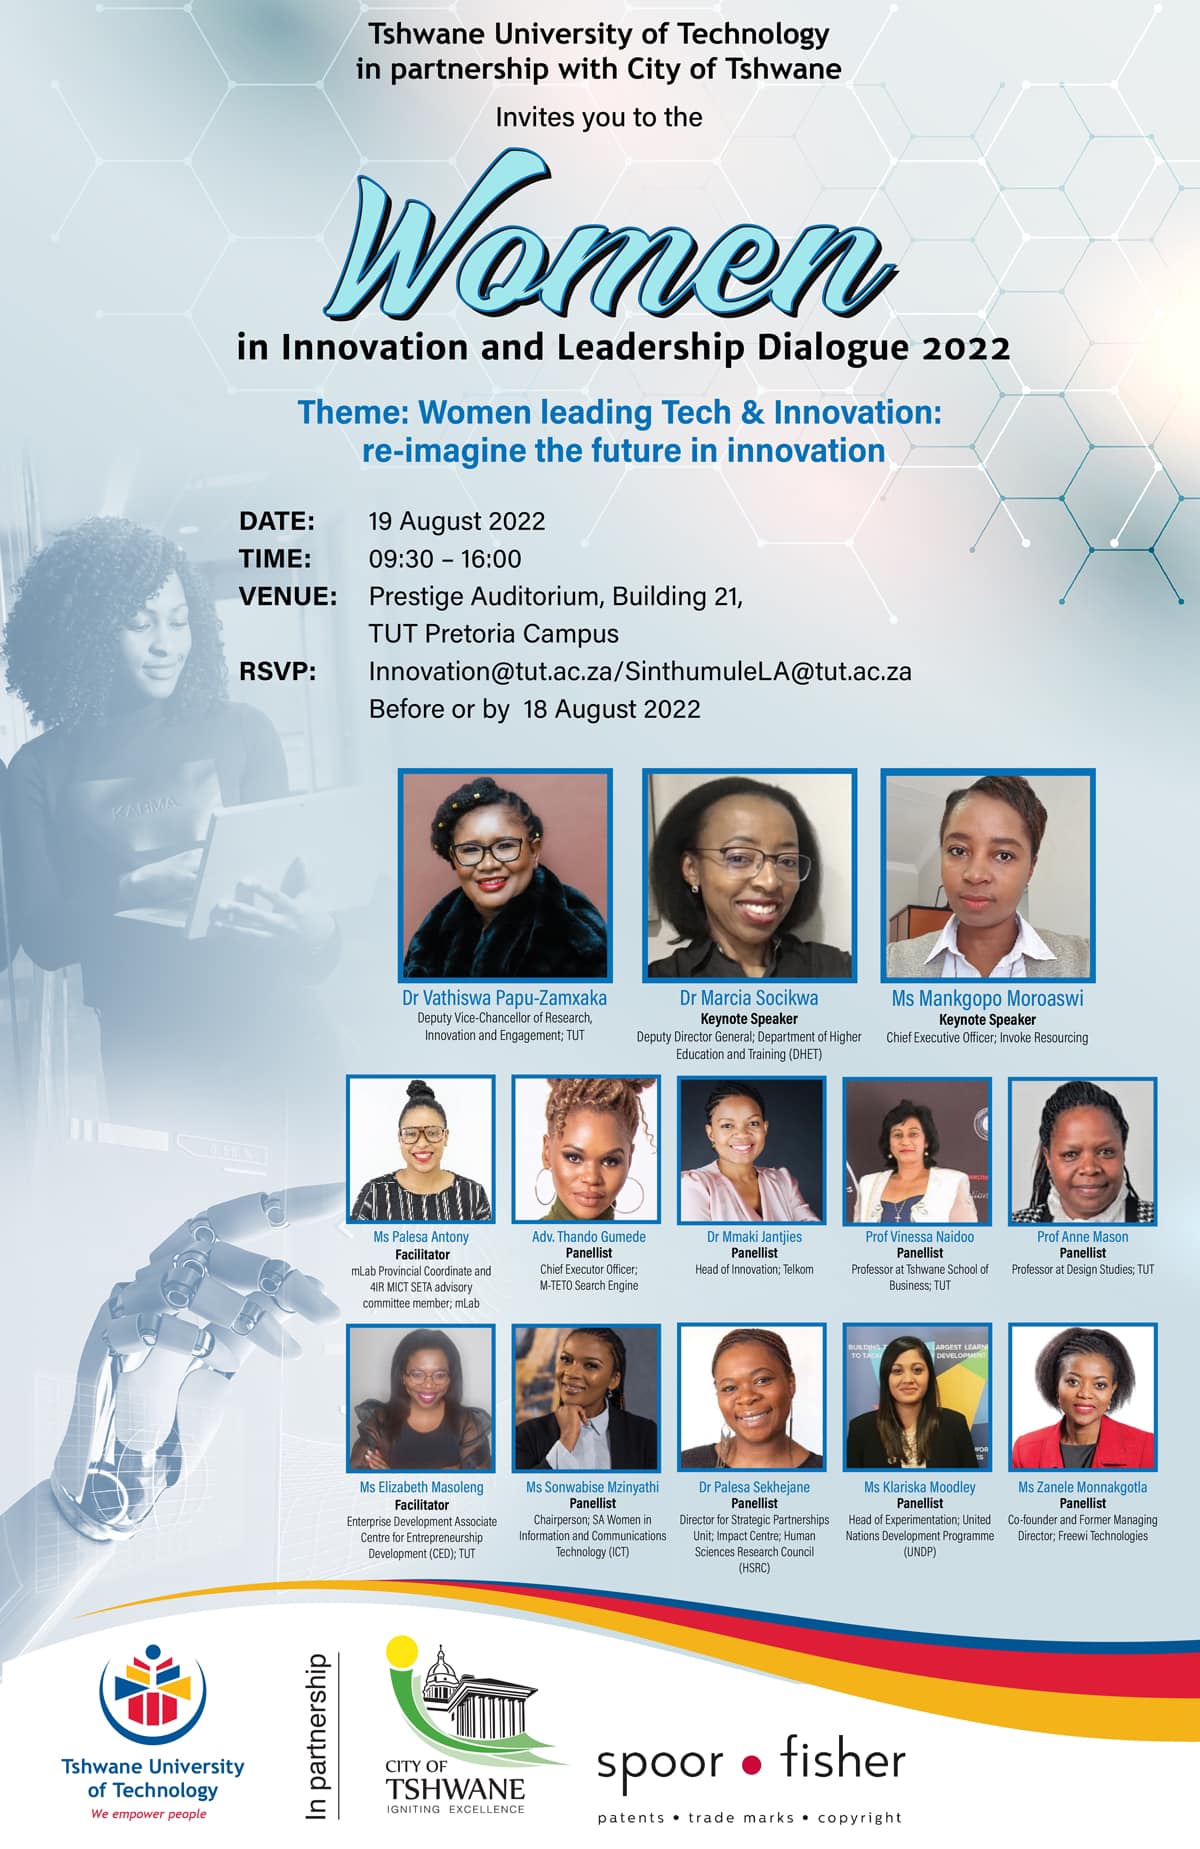 Tshwane University of Technology
in partnership with City of Tshwane
Invites you to the
Women
in Innovation and Leadership Dialogue 2022
Theme: Women leading Tech & Innovation:
re-imagine the future in innovation
DATE: 19 August 2022
TIME: 09:30 – 16:00
VENUE: Prestige Auditorium, Building 21,
TUT Pretoria Campus
RSVP: Innovation@tut.ac.za/SinthumuleLA@tut.ac.za
Before or by 18 August 2022
KARMA
Dr Vathiswa Papu-Zamxaka
Deputy Vice-Chancellor of Research,
Innovation and Engagement; TUT
Dr Marcia Socikwa
Keynote Speaker
Deputy Director General; Department of Higher
Education and Training (DHET)
Ms Mankgopo Moroaswi
Keynote Speaker
Chief Executive Officer; Invoke Resourcing
Ms Palesa Antony
Facilitator
mLab Provincial Coordinate and
4IR MICT SETA advisory
committee member; mLab
Adv. Thando Gumede
Panellist
Chief Executor Officer;
M-TETO Search Engine
Dr Mmaki Jantjies
Panellist
Head of Innovation; Telkom
Prof Vinessa Naidoo
Panellist
Professor at Tshwane School of
Business; TUT
Prof Anne Mason
Panellist
Professor at Design Studies; TUT
Ms Elizabeth Masoleng
Facilitator
Enterprise Development Associate
Centre for Entrepreneurship
Development (CED); TUT
Ms Sonwabise Mzinyathi
Panellist
Chairperson; SA Women in
Information and Communications
Technology (ICT)
Dr Palesa Sekhejane
Panellist
Director for Strategic Partnerships
Unit; Impact Centre; Human
Sciences Research Council
(HSRC)
BUILDING
LARGEST LEARN
TO TACK
DEVELOPMENT
Ms Klariska Moodley
Panellist
Head of Experimentation; United
Nations Development Programme
(UNDP)
Ms Zanele Monnakgotla
Panellist
Co-founder and Former Managing
Director; Freewi Technologies
Tshwane University
of Technology
We empower people
In partnership
CITY OF
TSHWANE
IGNITING EXCELLENCE
spoor • fisher
patents • trade marks • copyright